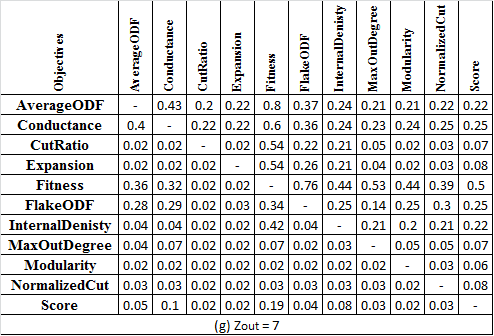 Objectives AverageODF Conductance CutRatio Expansion Fitness FlakeODF InternalDenisty MaxOutDegree Modularity NormalizedCut Score
AverageODF - 0.43 0.2 0.22 0.8 0.37 0.24 0.21 0.21 0.22 0.22
Conductance 0.4 - 0.22 0.22 0.6 0.36 0.24 0.23 0.24 0.25 0.25
CutRatio 0.02 0.02 - 0.02 0.54 0.22 0.21 0.05 0.02 0.03 0.07
Expansion 0.02 0.02 0.02 - 0.54 0.26 0.21 0.04 0.02 0.03 0.08
Fitness 0.36 0.32 0.02 0.02 - 0.76 0.44 0.53 0.44 0.39 0.5
FlakeODF 0.28 0.29 0.02 0.03 0.34 - 0.25 0.14 0.25 0.3 0.25
InternalDenisty 0.04 0.04 0.02 0.02 0.42 0.04 - 0.21 0.2 0.21 0.22
MaxOutDegree 0.04 0.07 0.02 0.02 0.07 0.02 0.03 - 0.05 0.05 0.07
Modularity 0.02 0.02 0.02 0.02 0.02 0.02 0.02 0.02 - 0.03 0.06
NormalizedCut 0.03 0.03 0.02 0.02 0.03 0.03 0.03 0.03 0.02 - 0.08
Score 0.05 0.1 0.02 0.02 0.19 0.04 0.08 0.03 0.02 0.03 -
(g) Zout = 7